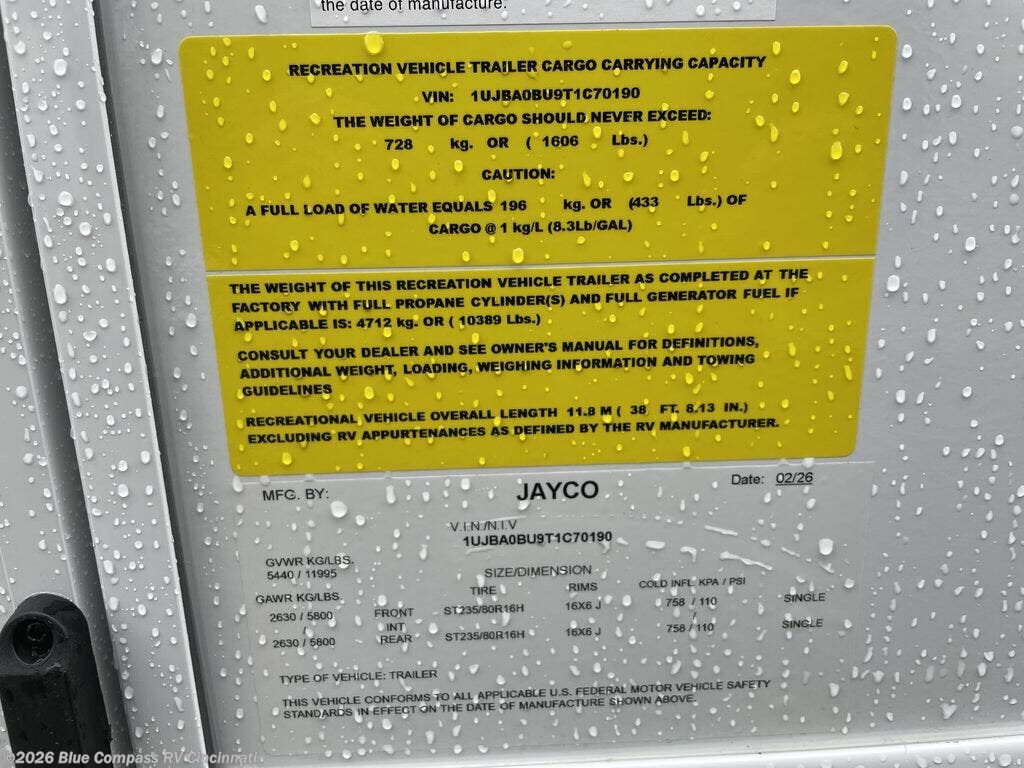 the date of manufacture.
RECREATION VEHICLE TRAILER CARGO CARRYING CAPACITY
VIN: 1UJBA0BU9T1C70190
THE WEIGHT OF CARGO SHOULD NEVER EXCEED:
728 kg. OR ( 1606 Lbs.)
CAUTION:
A FULL LOAD OF WATER EQUALS 196 kg. OR (433 Lbs.) OF
CARGO @ 1 kg/L (8.3Lb/GAL)
THE WEIGHT OF THIS RECREATION VEHICLE TRAILER AS COMPLETED AT THE
FACTORY WITH FULL PROPANE CYLINDER(S) AND FULL GENERATOR FUEL IF
APPLICABLE IS: 4712 kg. OR ( 10389 Lbs.)
CONSULT YOUR DEALER AND SEE OWNER'S MANUAL FOR DEFINITIONS,
ADDITIONAL WEIGHT, LOADING, WEIGHING INFORMATION AND TOWING
GUIDELINES
RECREATIONAL VEHICLE OVERALL LENGTH 11.8 M ( 38 FT. 8.13 IN.)
EXCLUDING RV APPURTENANCES AS DEFINED BY THE RV MANUFACTURER.
MFG. BY: JAYCO Date: 02/26
V.I.N./N.I.V
1UJBA0BU9T1C70190
GVWR KG/LBS.
5440 / 11995
SIZE/DIMENSION
GAWR KG/LBS. TIRE RIMS COLD INFL. KPA / PSI
2630 / 5800 FRONT ST235/80R16H 16X6 J 758 / 110 SINGLE
/ INT /
2630 / 5800 REAR ST235/80R16H 16X6 J 758 / 110 SINGLE
TYPE OF VEHICLE: TRAILER
THIS VEHICLE CONFORMS TO ALL APPLICABLE U.S. FEDERAL MOTOR VEHICLE SAFETY
STANDARDS IN EFFECT ON THE DATE OF MANUFACTURE SHOWN ABOVE.
©2026 Blue Compass RV Cincinnati